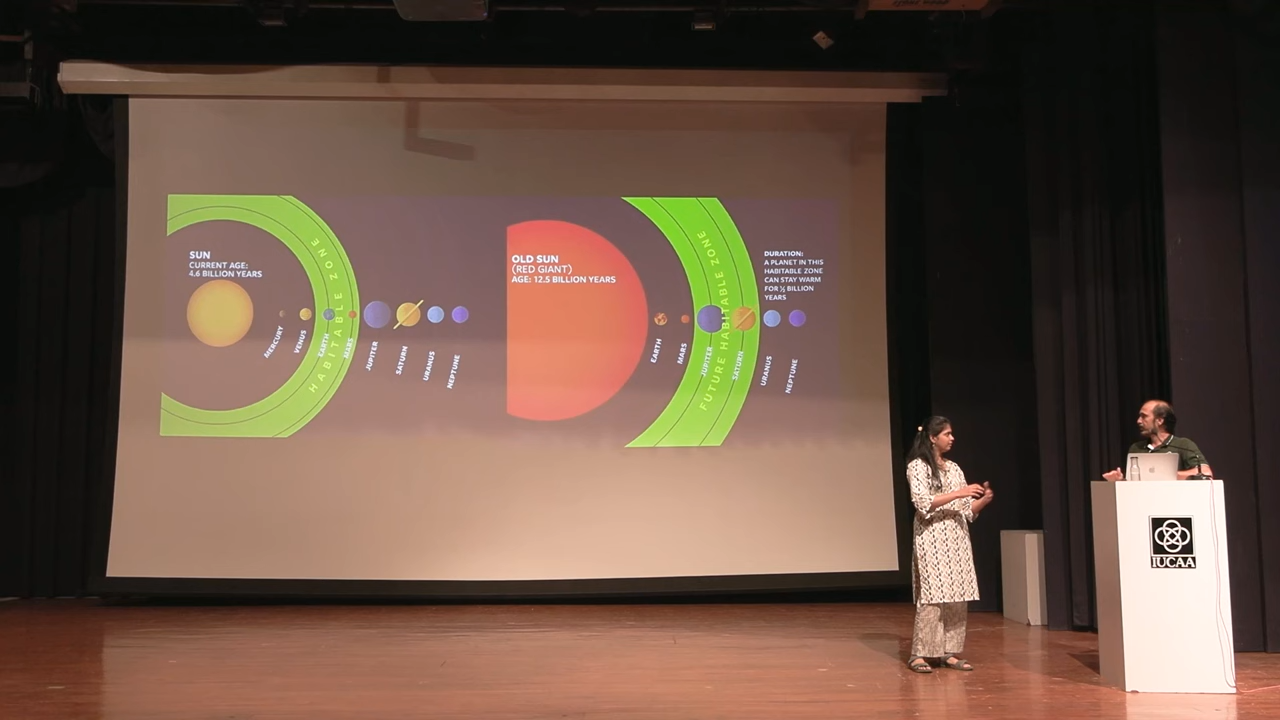 SUN
CURRENT AGE:
4.6 BILLION YEARS
MERCURY
VENUS
EARTH
MARS
HABITABLE ZONE
JUPITER
SATURN
URANUS
NEPTUNE
OLD SUN
(RED GIANT)
AGE: 12.5 BILLION YEARS
EARTH
MARS
JUPITER
FUTURE HABITABLE ZONE
SATURN
URANUS
NEPTUNE
DURATION:
A PLANET IN THIS
HABITABLE ZONE
CAN STAY WARM
FOR ½ BILLION
YEARS
IUCAA